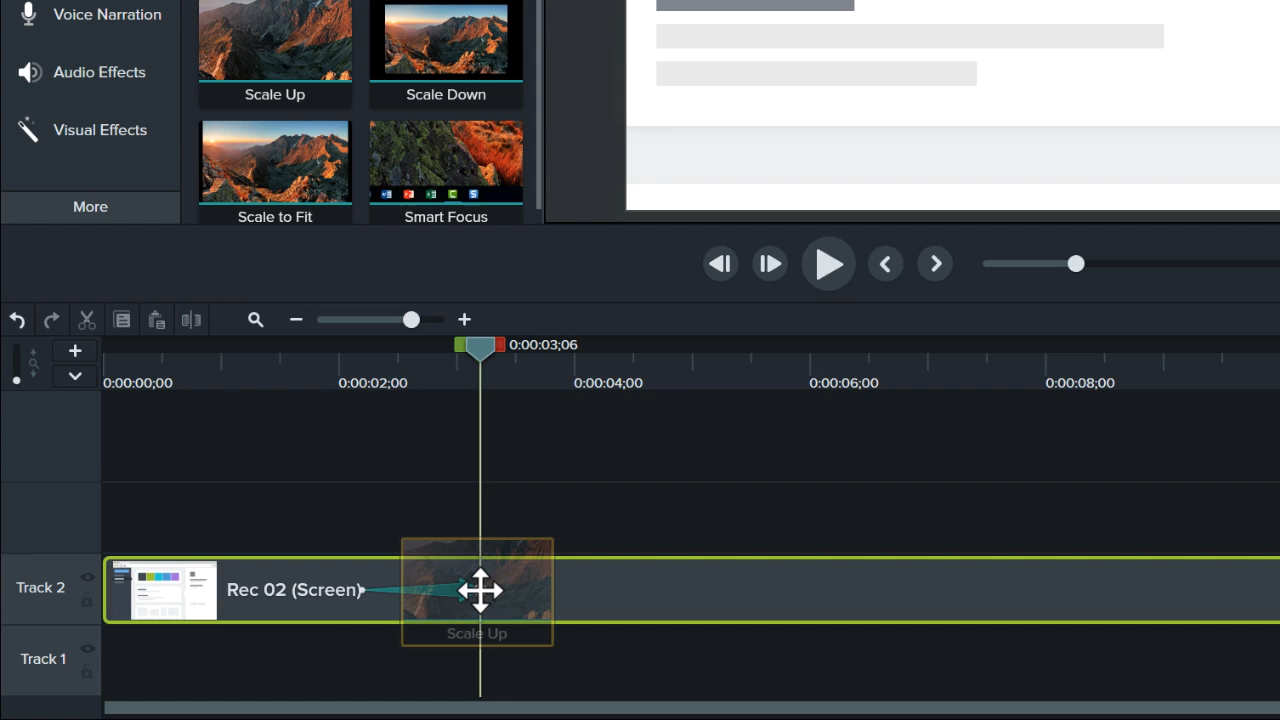 Voice Narration
Audio Effects
Visual Effects
More
Scale Up
Scale Down
Scale to Fit
Smart Focus
0:00:03;06
0:00:00;00
0:00:02;00
0:00:04;00
0:00:06;00
0:00:08;00
Track 2
Rec 02 (Screen)
Scale Up
Track 1